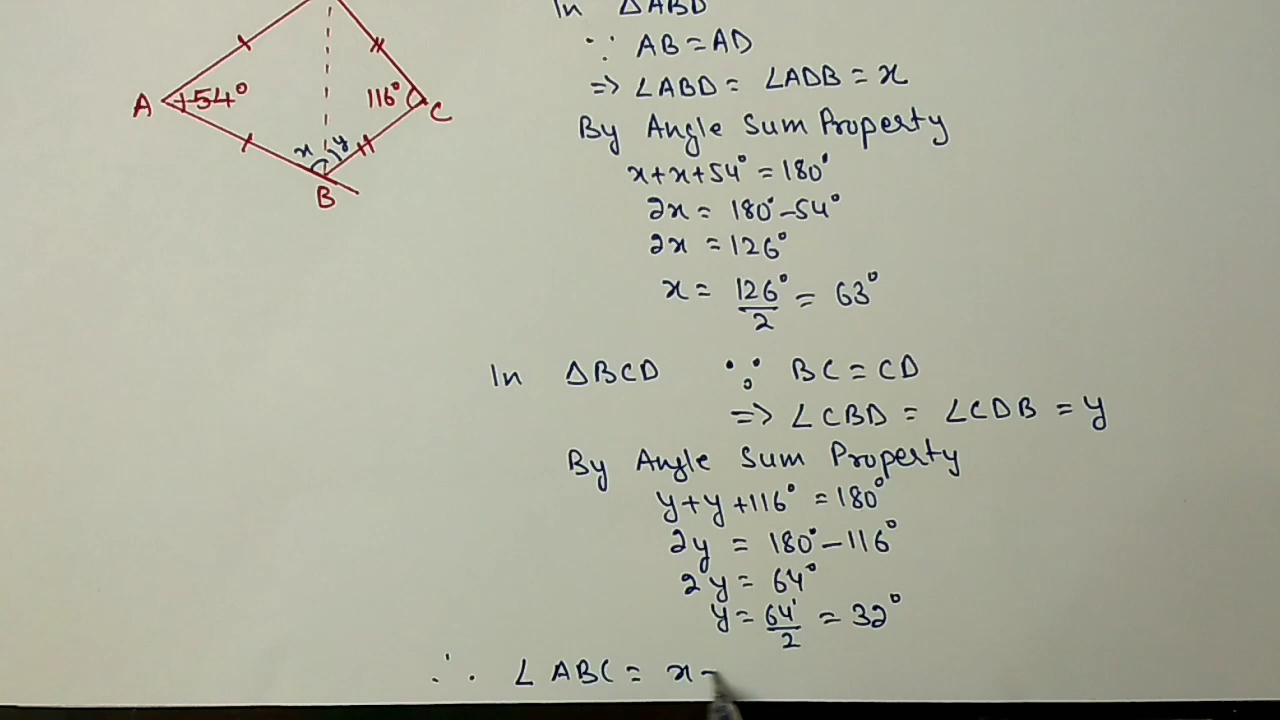 In ΔABD
∵ AB = AD
=> ∠ABD = ∠ADB = x
By Angle Sum Property
x + x + 54° = 180°
2x = 180° - 54°
2x = 126°
x = 126°/2 = 63°
A 54° 116° C
x y
B
In ΔBCD ∵ BC = CD
=> ∠CBD = ∠CDB = y
By Angle Sum Property
y + y + 116° = 180°
2y = 180° - 116°
2y = 64°
y = 64°/2 = 32°
∴ ∠ABC = x